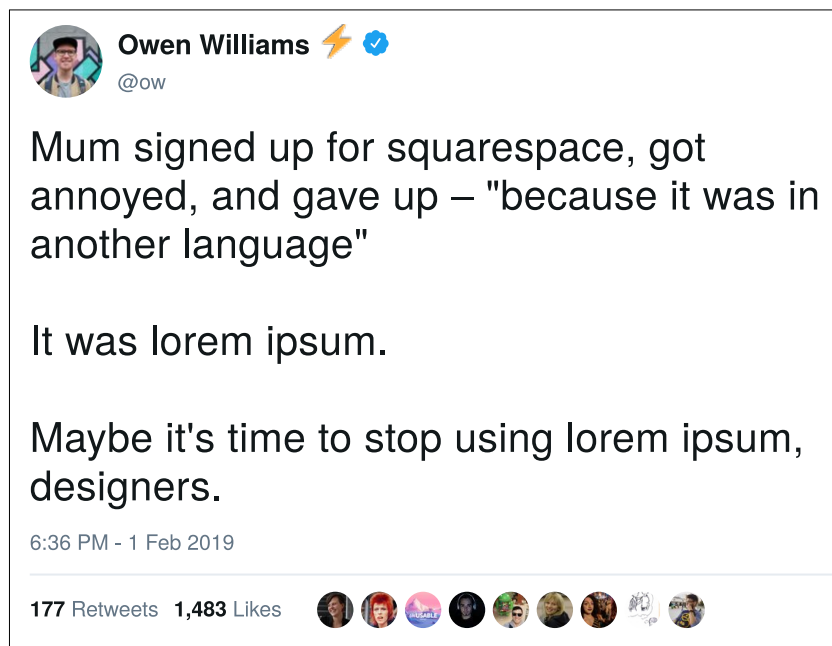 Owen Williams ⚡
@ow
Mum signed up for squarespace, got
annoyed, and gave up – "because it was in
another language"
It was lorem ipsum.
Maybe it's time to stop using lorem ipsum,
designers.
6:36 PM - 1 Feb 2019
177 Retweets 1,483 Likes
UNUSABLE